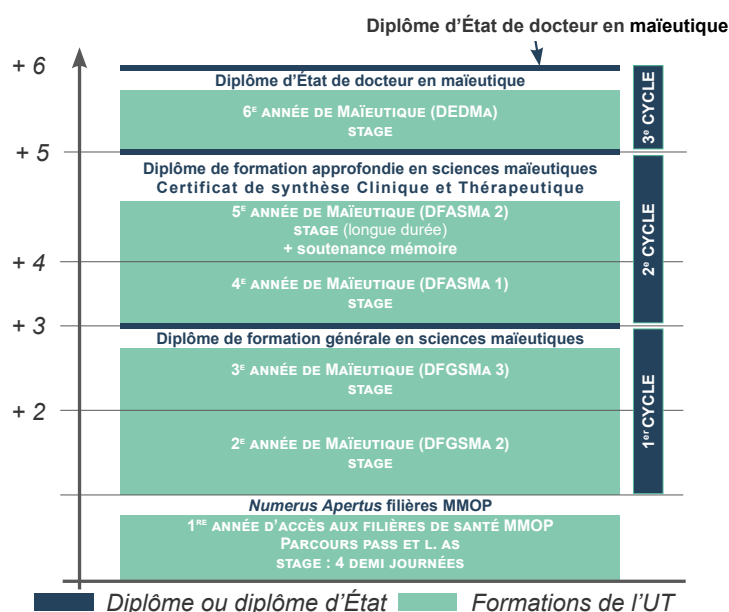 Diplôme d’État de docteur en maïeutique
+ 6
Diplôme d’État de docteur en maïeutique
6E ANNÉE DE MAÏEUTIQUE (DEDMA)
STAGE
3e CYCLE
+ 5
Diplôme de formation approfondie en sciences maïeutiques
Certificat de synthèse Clinique et Thérapeutique
5E ANNÉE DE MAÏEUTIQUE (DFASMA 2)
STAGE (longue durée)
+ soutenance mémoire
2e CYCLE
+ 4
4E ANNÉE DE MAÏEUTIQUE (DFASMA 1)
STAGE
+ 3
Diplôme de formation générale en sciences maïeutiques
3E ANNÉE DE MAÏEUTIQUE (DFGSMA 3)
STAGE
1er CYCLE
+ 2
2E ANNÉE DE MAÏEUTIQUE (DFGSMA 2)
STAGE
Numerus Apertus filières MMOP
1RE ANNÉE D’ACCÈS AUX FILIÈRES DE SANTÉ MMOP
PARCOURS PASS ET L. AS
STAGE : 4 DEMI JOURNÉES
Diplôme ou diplôme d’État
Formations de l’UT